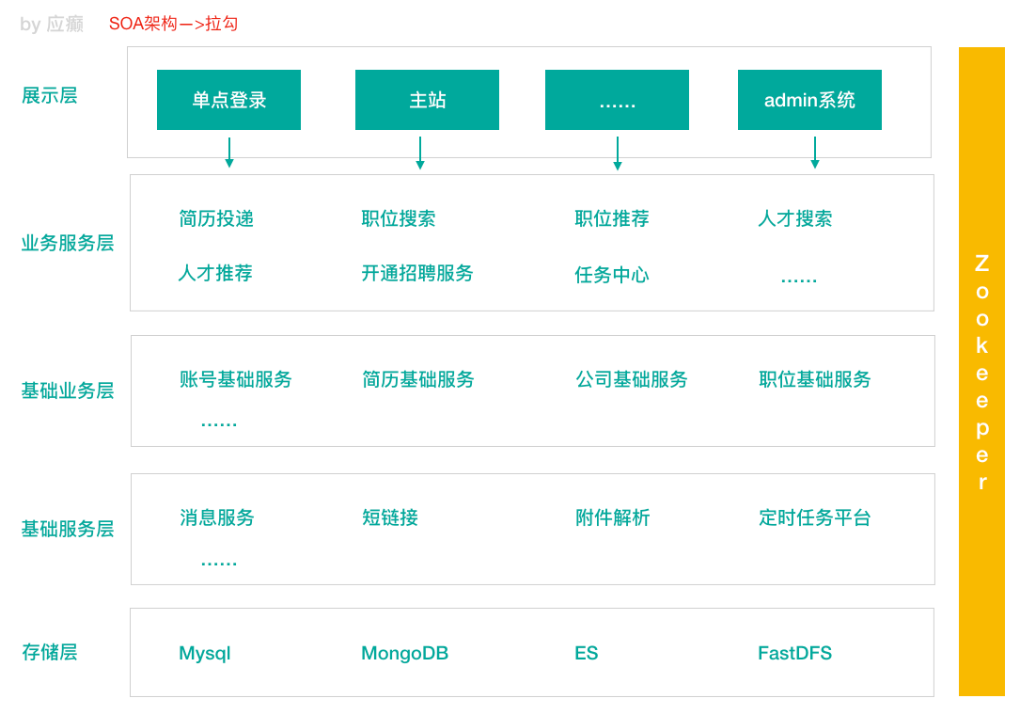 by 应癫 SOA架构—>拉勾
展示层 单点登录 主站 …… admin系统
简历投递 职位搜索 职位推荐 人才搜索
业务服务层
人才推荐 开通招聘服务 任务中心 ……
账号基础服务 简历基础服务 公司基础服务 职位基础服务
基础业务层
……
消息服务 短链接 附件解析 定时任务平台
基础服务层
……
存储层 Mysql MongoDB ES FastDFS
Zookeeper